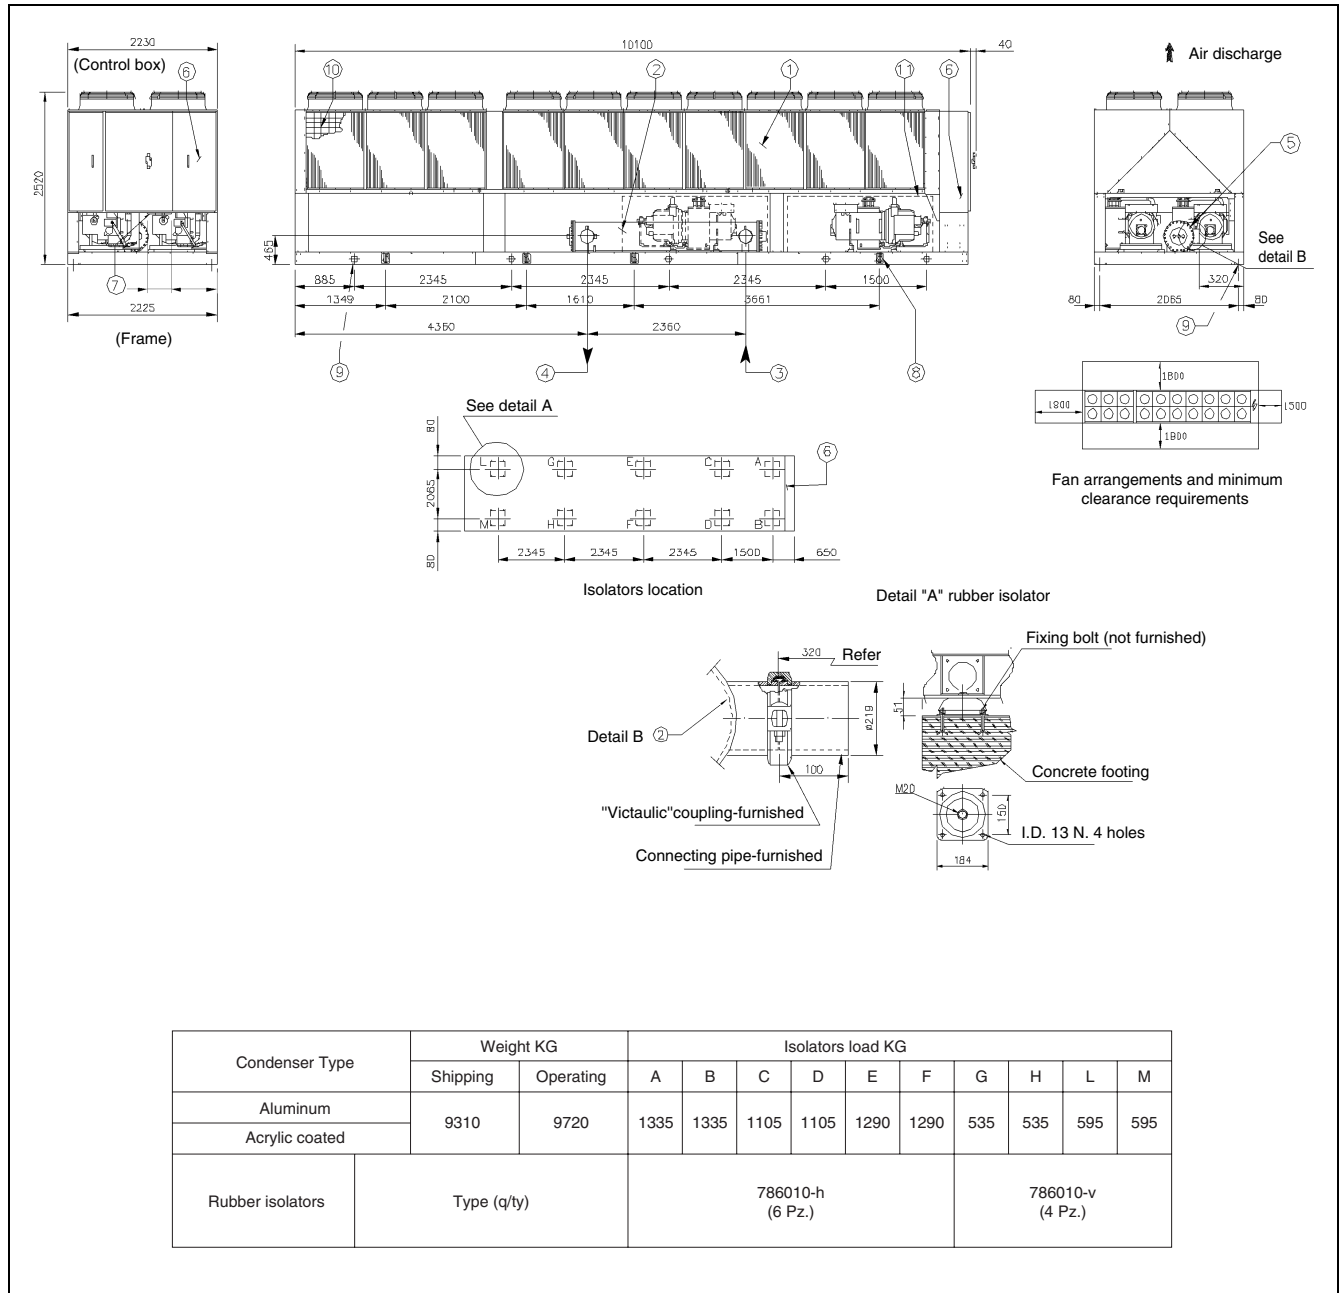 2230
(Control box)
6
2520
7
2225
(Frame)
10100
40
10
2
1
11
6
465
885
2345
2345
2345
1500
1349
2100
1610
3661
4350
2360
9
4
3
8
Air discharge
5
See
detail B
320
80
2065
80
9
1800
1800
1500
1800
Fan arrangements and minimum
clearance requirements
See detail A
80
2065
80
L
G
E
C
A
6
M
H
F
D
B
2345
2345
2345
1500
650
Isolators location
Detail "A" rubber isolator
Fixing bolt (not furnished)
320
Refer
51
ø219
Detail B
2
100
Concrete footing
M20
"Victaulic"coupling-furnished
150
I.D. 13 N. 4 holes
Connecting pipe-furnished
184
Condenser Type
Weight KG
Isolators load KG
Shipping
Operating
A
B
C
D
E
F
G
H
L
M
Aluminum
Acrylic coated
9310
9720
1335
1335
1105
1105
1290
1290
535
535
595
595
Rubber isolators
Type (q/ty)
786010-h
(6 Pz.)
786010-v
(4 Pz.)